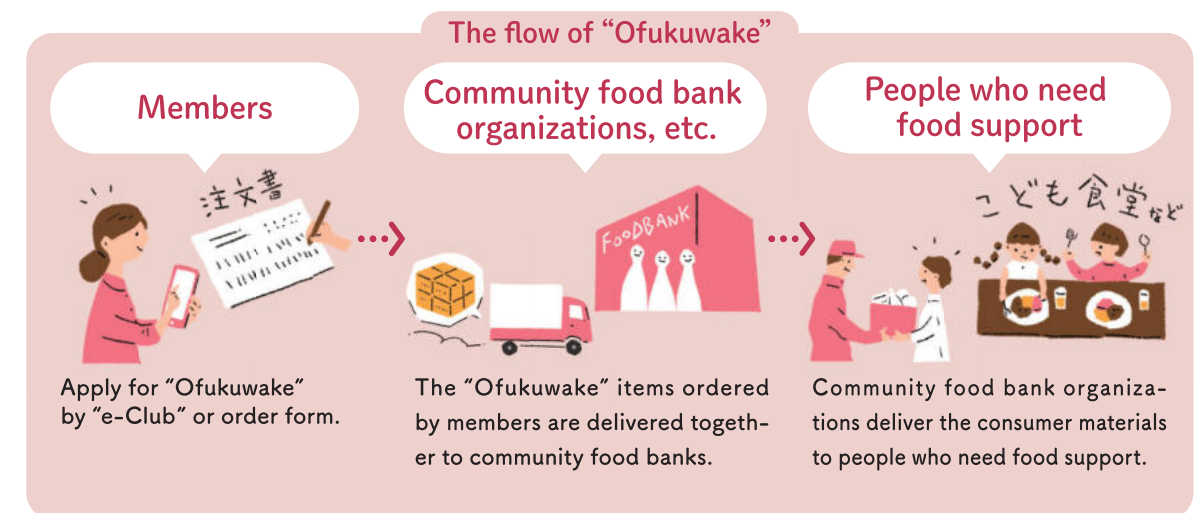 The flow of “Ofukuwake”
Members
注文書
Apply for “Ofukuwake”
by “e-Club” or order form.
Community food bank
organizations, etc.
FOODBANK
The “Ofukuwake” items ordered
by members are delivered togeth-
er to community food banks.
People who need
food support
こども食堂など
Community food bank organiza-
tions deliver the consumer materials
to people who need food support.